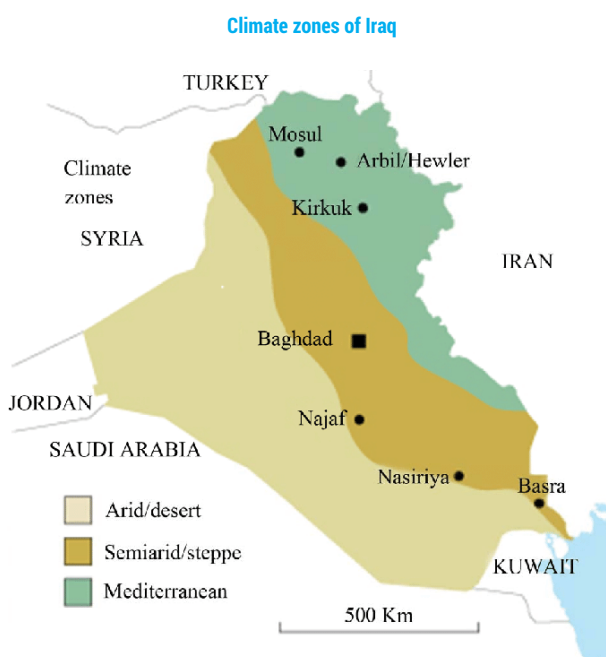 Climate zones of Iraq
TURKEY
Mosul
Arbil/Hewler
Climate
zones
Kirkuk
SYRIA
IRAN
Baghdad
JORDAN
Najaf
SAUDI ARABIA
Nasiriya
Basra
Arid/desert
Semiarid/steppe
KUWAIT
Mediterranean
500 Km